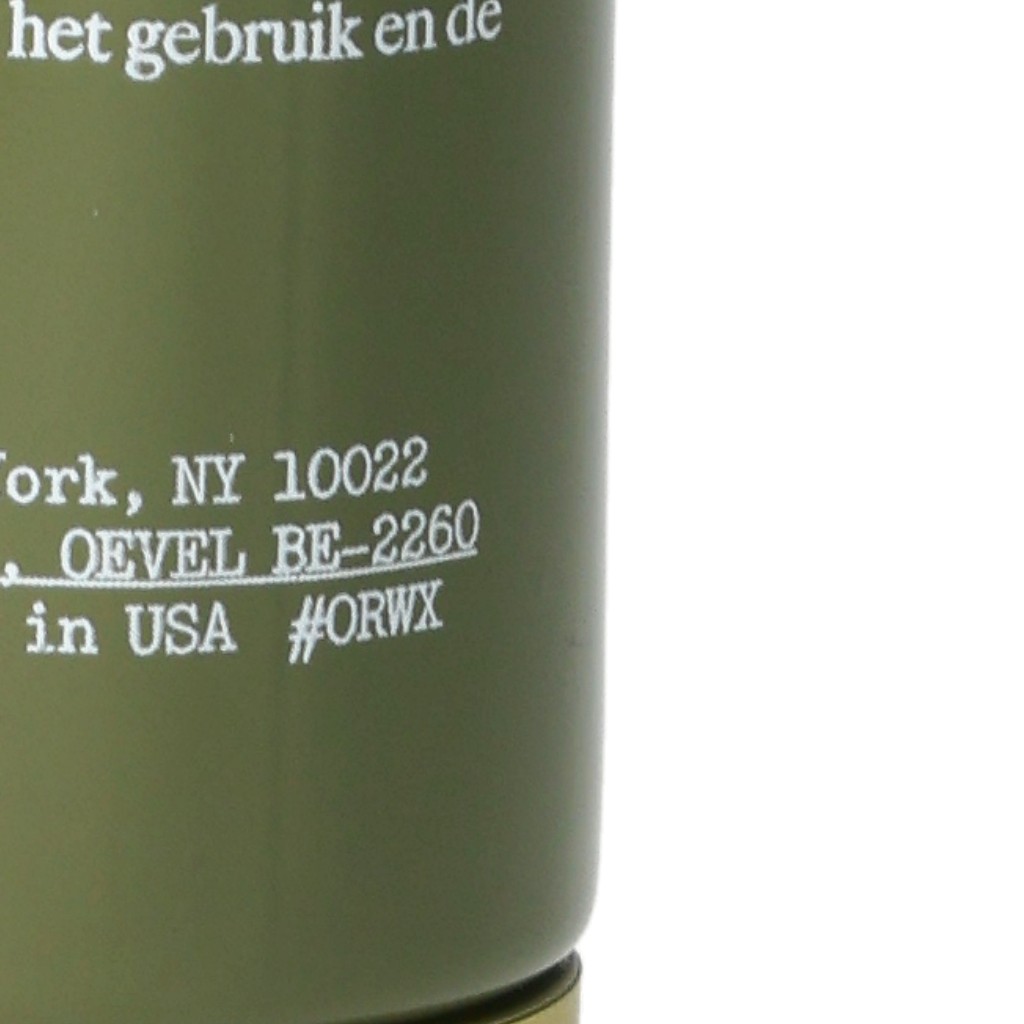 het gebruik en de
ork, NY 10022
, OEVEL BE-2260
in USA #ORWX